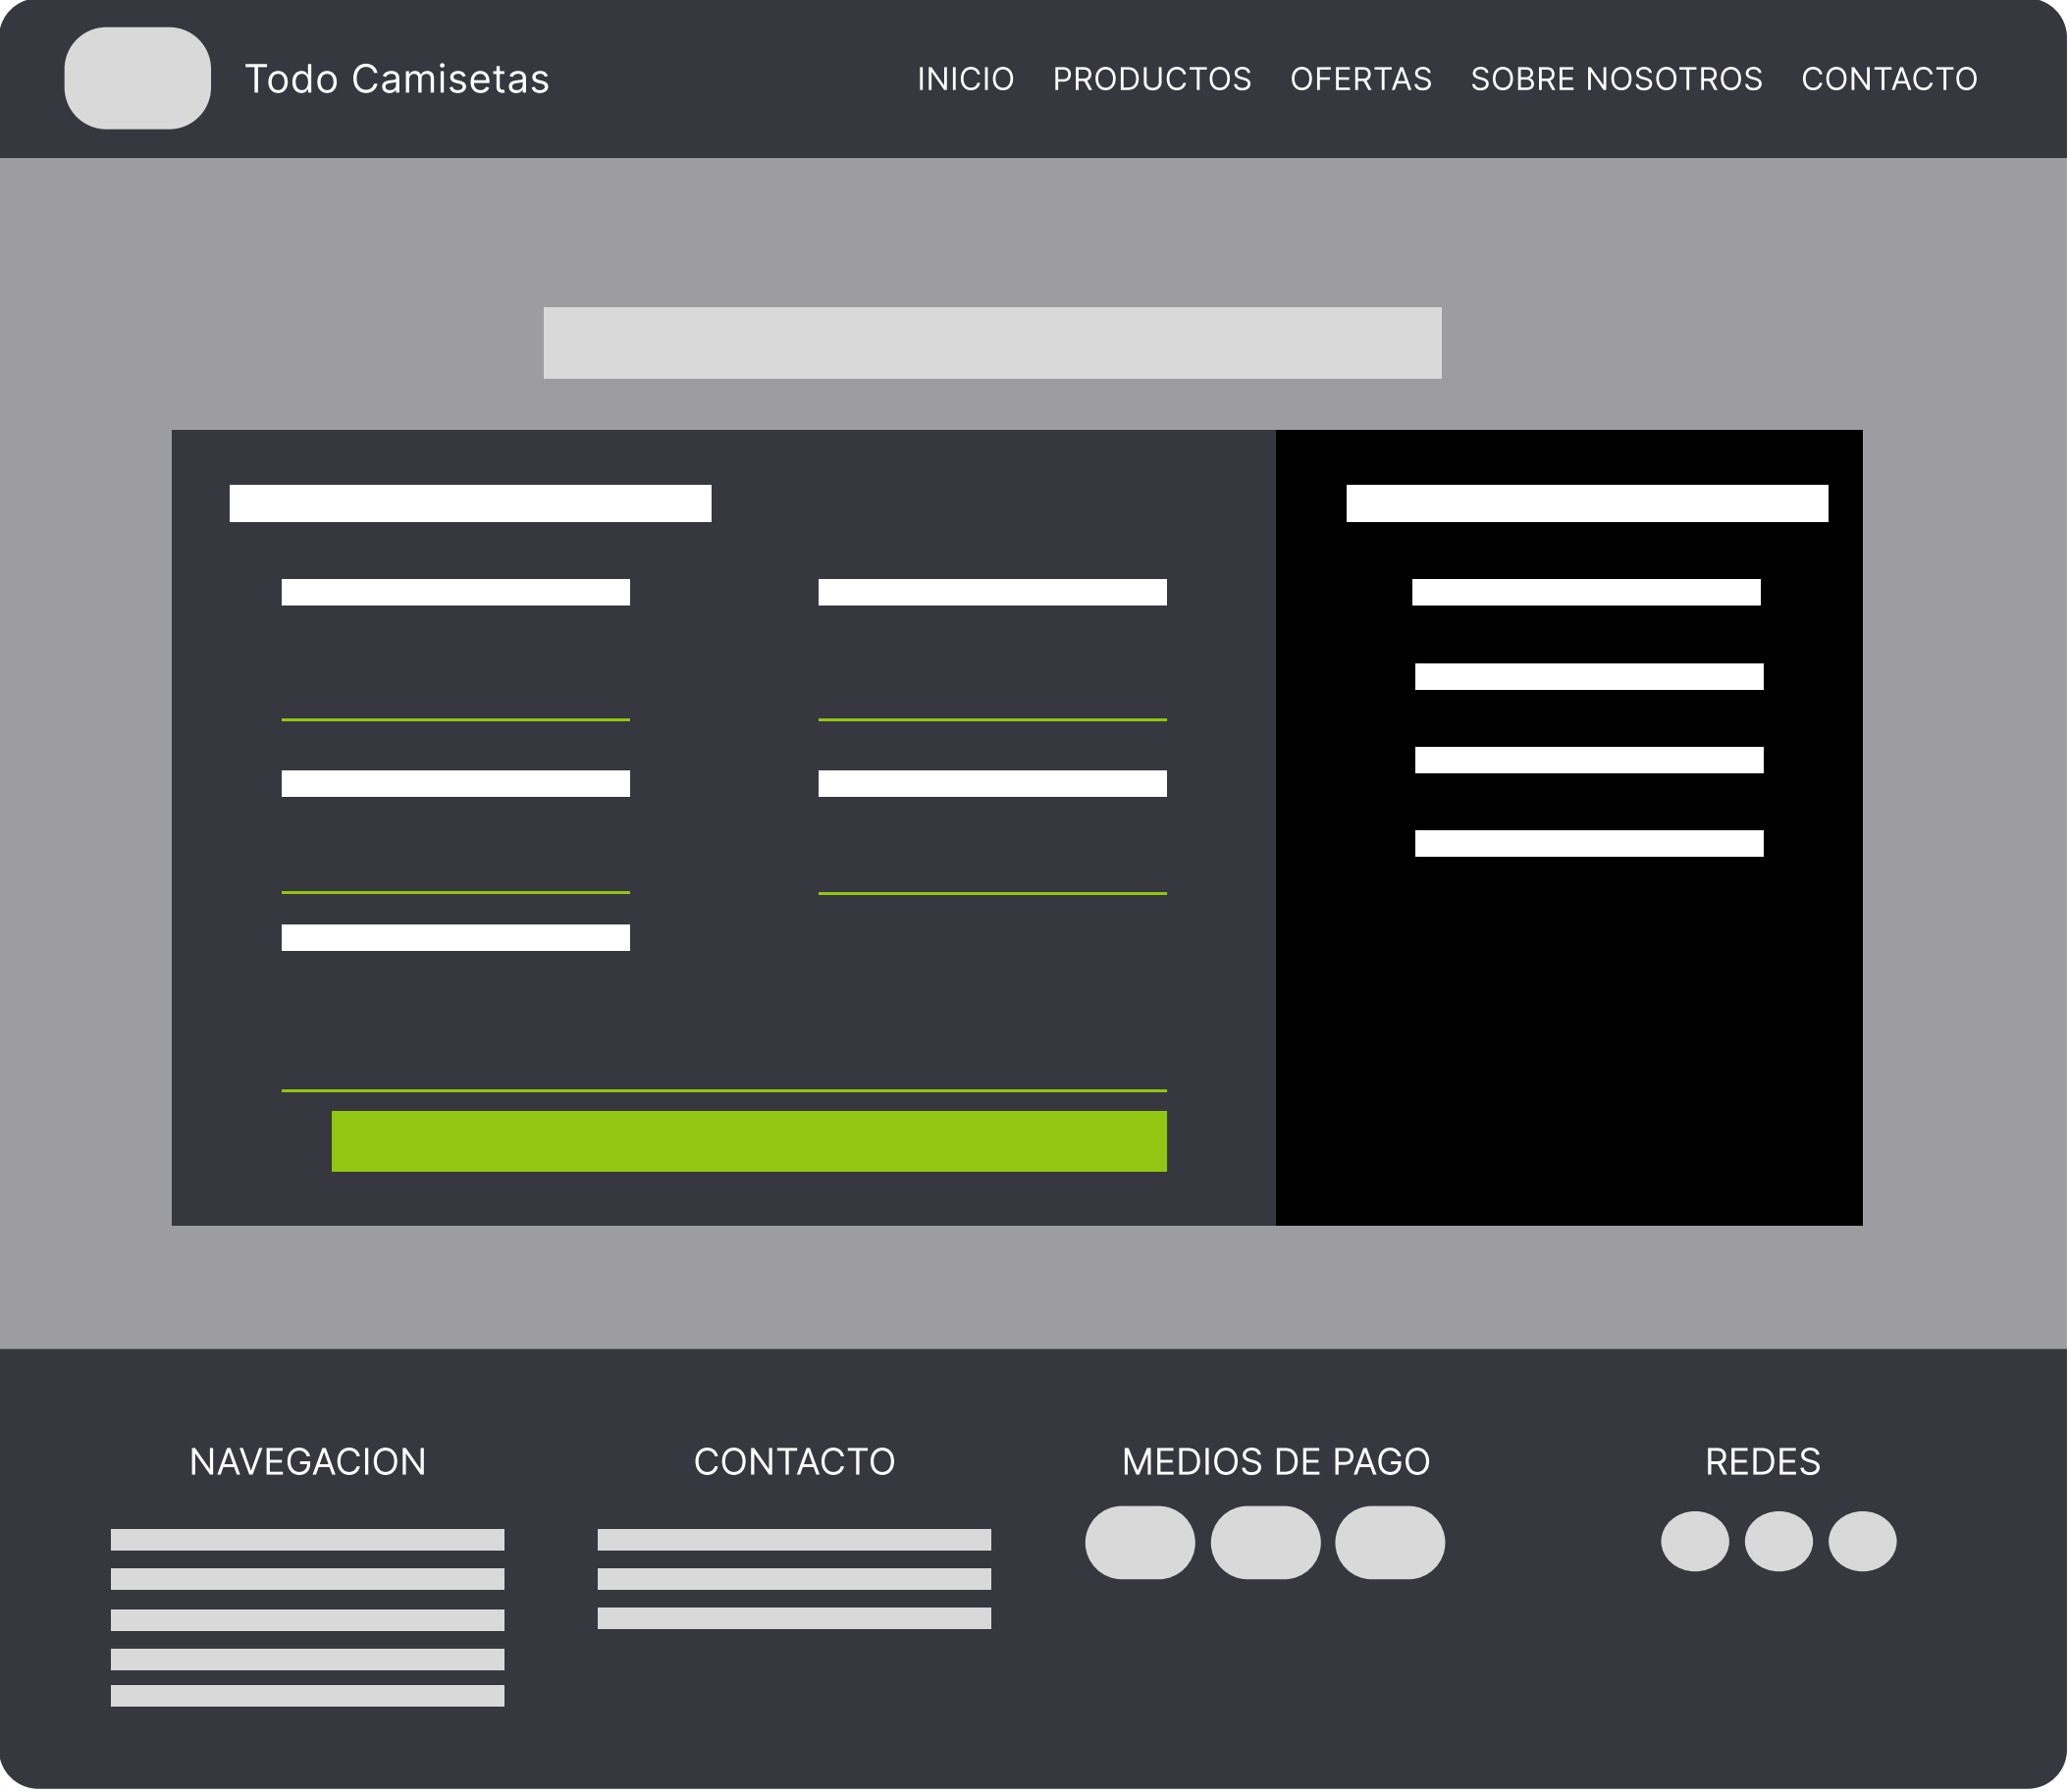 Todo Camisetas
INICIO PRODUCTOS OFERTAS SOBRE NOSOTROS CONTACTO
NAVEGACION
CONTACTO
MEDIOS DE PAGO
REDES